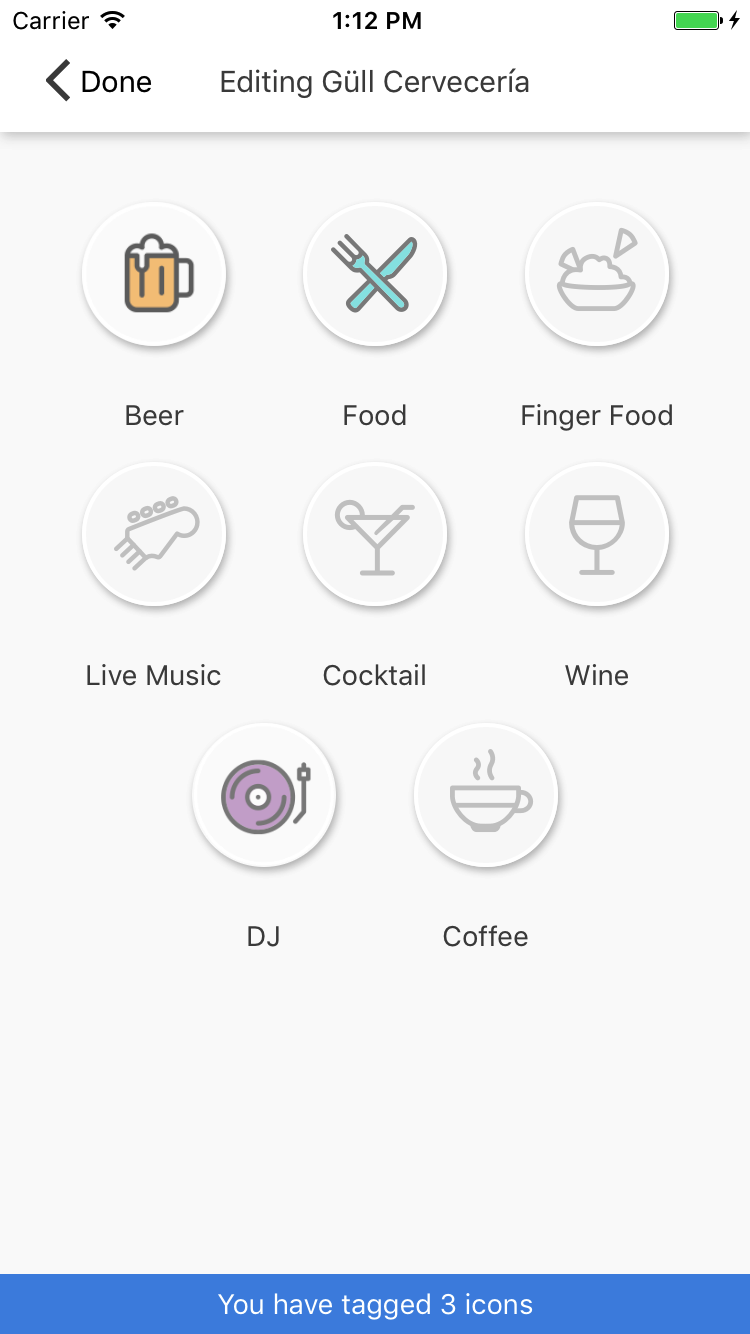 Carrier 1:12 PM
Done Editing Güll Cervecería
Beer Food Finger Food
Live Music Cocktail Wine
DJ Coffee
You have tagged 3 icons